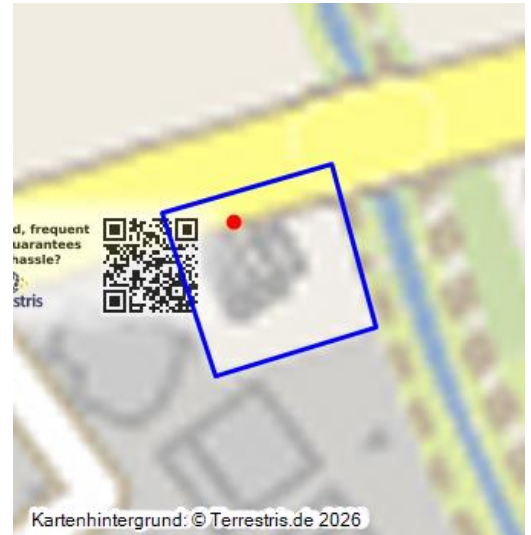 d, frequent
uarantees
hassle?
stris
Kartenhintergrund: © Terrestris.de 2026